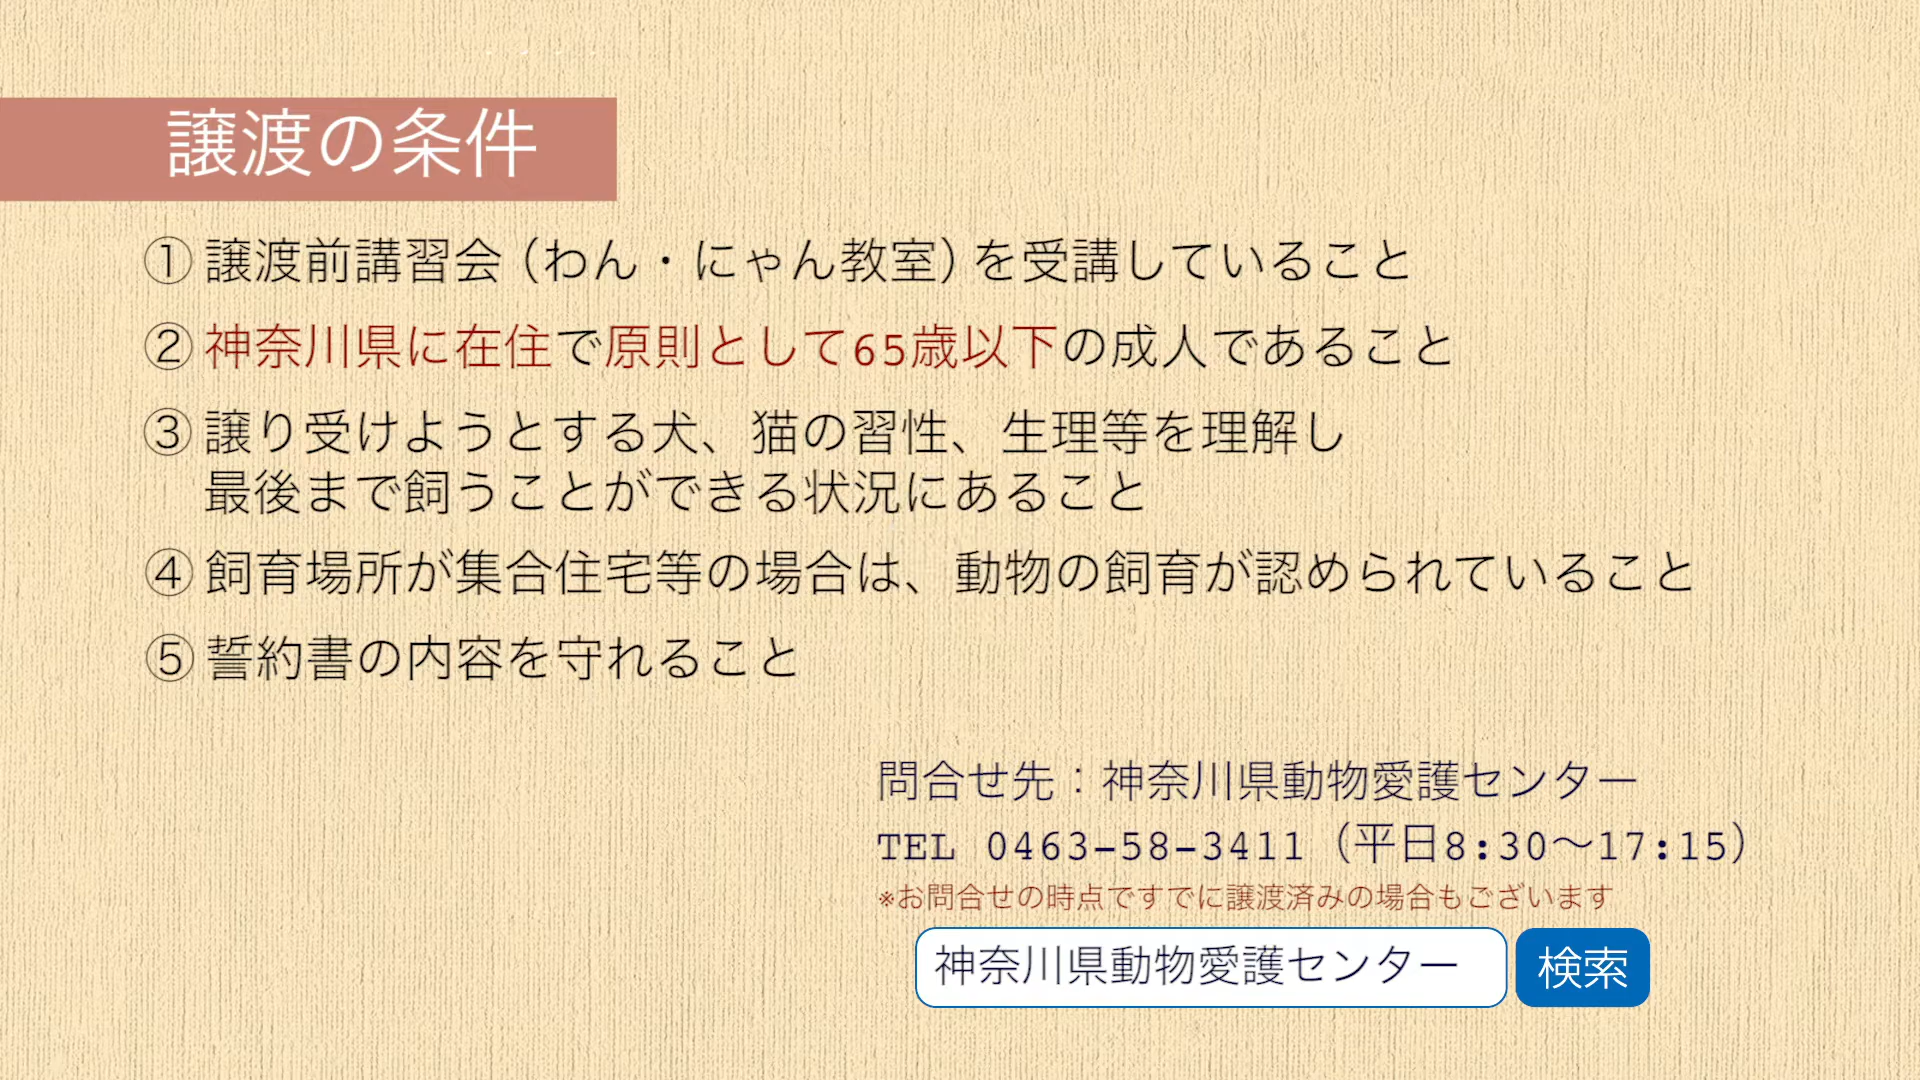 譲渡の条件
① 譲渡前講習会（わん・にゃん教室）を受講していること
② 神奈川県に在住で原則として65歳以下の成人であること
③ 譲り受けようとする犬、猫の習性、生理等を理解し
最後まで飼うことができる状況にあること
④ 飼育場所が集合住宅等の場合は、動物の飼育が認められていること
⑤ 誓約書の内容を守れること
問合せ先：神奈川県動物愛護センター
TEL 0463-58-3411（平日8:30～17:15）
※お問合せの時点ですでに譲渡済みの場合もございます
神奈川県動物愛護センター 検索